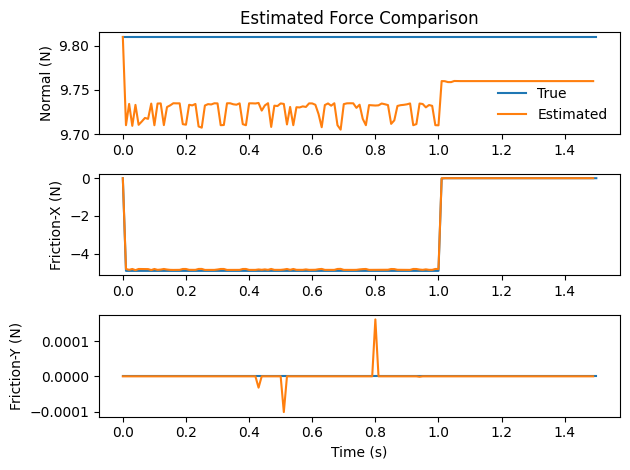 Estimated Force Comparison
Normal (N)
9.80
9.75
9.70
True
Estimated
0.0 0.2 0.4 0.6 0.8 1.0 1.2 1.4
Friction-X (N)
0
−2
−4
0.0 0.2 0.4 0.6 0.8 1.0 1.2 1.4
Friction-Y (N)
0.0001
0.0000
−0.0001
0.0 0.2 0.4 0.6 0.8 1.0 1.2 1.4
Time (s)